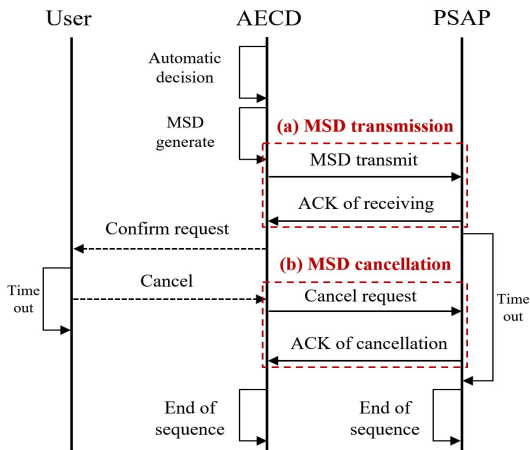 User
AECD
PSAP
Automatic
decision
MSD
generate
(a) MSD transmission
MSD transmit
ACK of receiving
Confirm request
(b) MSD cancellation
Time
out
Cancel
Cancel request
Time
out
ACK of cancellation
End of
sequence
End of
sequence